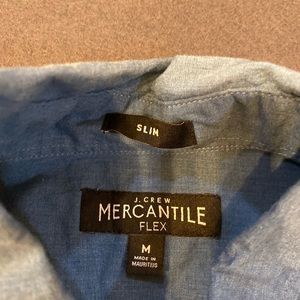 SLIM
J.CREW
MERCANTILE
FLEX
M
MADE IN
MAURITIUS